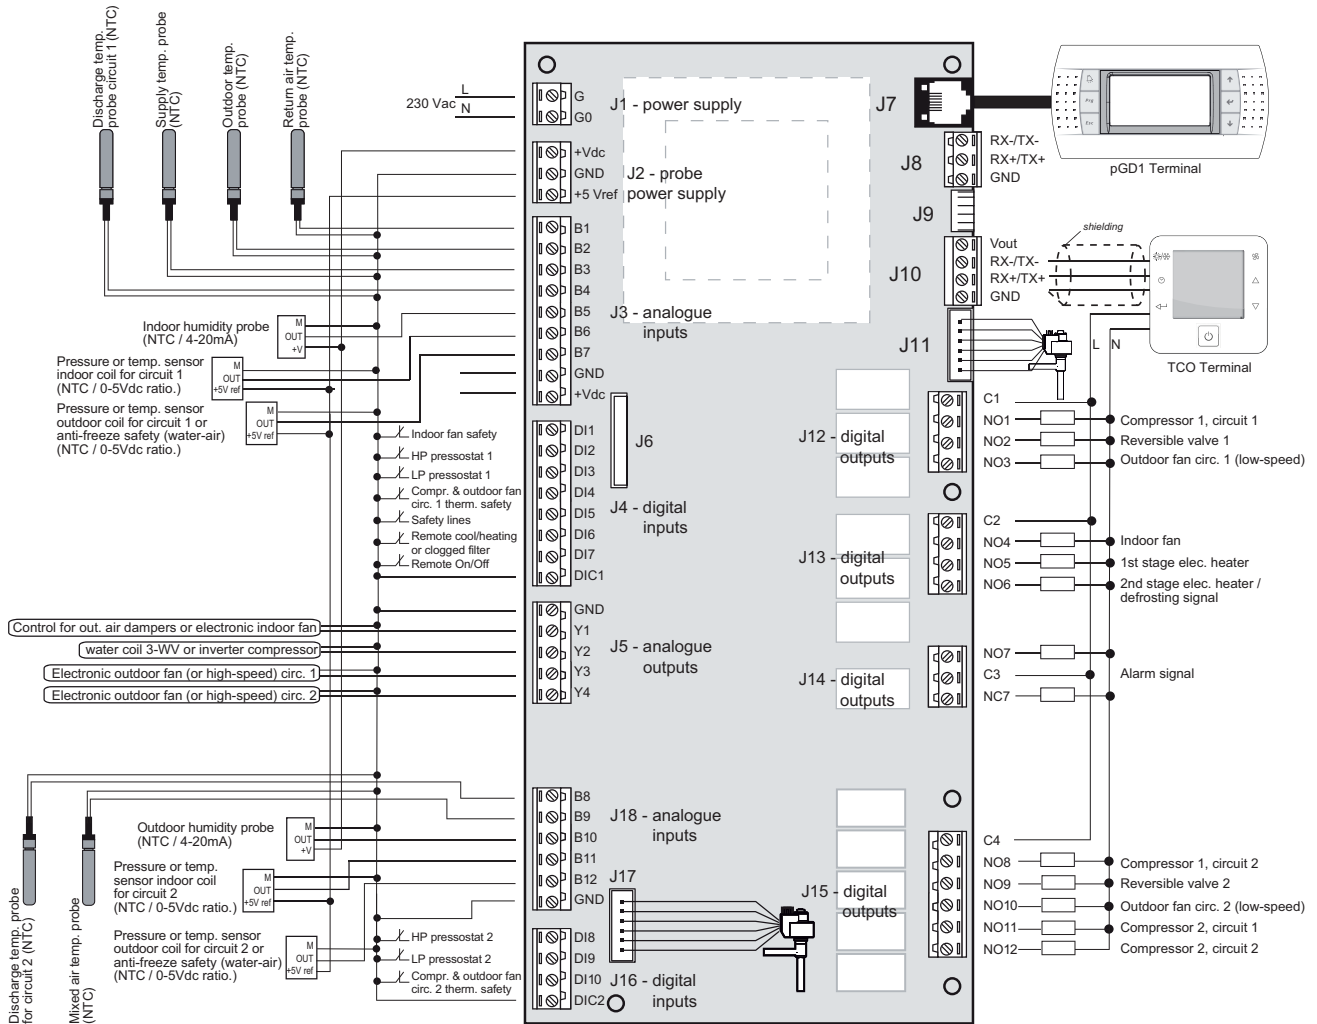 Discharge temp.
probe circuit 1 (NTC)
Supply temp. probe
(NTC)
Outdoor temp.
probe (NTC)
Return air temp.
probe (NTC)
230 Vac
L
N
G
G0
J1 - power supply
+Vdc
GND
+5 Vref
J2 - probe
power supply
B1
B2
B3
B4
B5
B6
B7
GND
+Vdc
J3 - analogue
inputs
Indoor humidity probe
(NTC / 4-20mA)
M
OUT
+V
Pressure or temp. sensor
indoor coil for circuit 1
(NTC / 0-5Vdc ratio.)
M
OUT
+5V ref
Pressure or temp. sensor
outdoor coil for circuit 1 or
anti-freeze safety (water-air)
(NTC / 0-5Vdc ratio.)
M
OUT
+5V ref
J6
Indoor fan safety
HP pressostat 1
LP pressostat 1
Compr. & outdoor fan
circ. 1 therm. safety
Safety lines
Remote cool/heating
or clogged filter
Remote On/Off
DI1
DI2
DI3
DI4
DI5
DI6
DI7
DIC1
J4 - digital
inputs
Control for out. air dampers or electronic indoor fan
water coil 3-WV or inverter compressor
Electronic outdoor fan (or high-speed) circ. 1
Electronic outdoor fan (or high-speed) circ. 2
GND
Y1
Y2
Y3
Y4
J5 - analogue
outputs
Discharge temp. probe
for circuit 2 (NTC)
Mixed air temp. probe
(NTC)
Outdoor humidity probe
(NTC / 4-20mA)
M
OUT
+V
Pressure or temp.
sensor indoor coil
for circuit 2
(NTC / 0-5Vdc ratio.)
M
OUT
+5V ref
Pressure or temp. sensor
outdoor coil for circuit 2 or
anti-freeze safety (water-air)
(NTC / 0-5Vdc ratio.)
M
OUT
+5V ref
B8
B9
B10
B11
B12
GND
J18 - analogue
inputs
J17
HP pressostat 2
LP pressostat 2
Compr. & outdoor fan
circ. 2 therm. safety
DI8
DI9
DI10
DIC2
J16 - digital
inputs
J7
Prg
Esc
pGD1 Terminal
J8
RX-/TX-
RX+/TX+
GND
J9
J10
Vout
RX-/TX-
RX+/TX+
GND
shielding
TCO Terminal
J11
L
N
J12 - digital
outputs
C1
NO1
Compressor 1, circuit 1
NO2
Reversible valve 1
NO3
Outdoor fan circ. 1 (low-speed)
J13 - digital
outputs
C2
NO4
Indoor fan
NO5
1st stage elec. heater
NO6
2nd stage elec. heater /
defrosting signal
J14 - digital
outputs
NO7
C3
Alarm signal
NC7
J15 - digital
outputs
C4
NO8
Compressor 1, circuit 2
NO9
Reversible valve 2
NO10
Outdoor fan circ. 2 (low-speed)
NO11
Compressor 2, circuit 1
NO12
Compressor 2, circuit 2